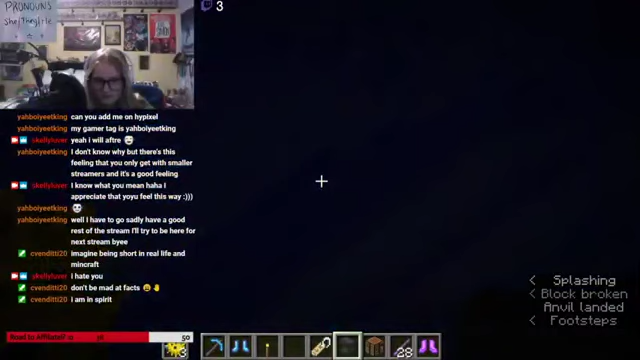 PRONOUNS
She/They/Fae
3
yahboiyeetking can you add me on hypixel
yahboiyeetking my gamer tag is yahboiyeetking
skellyluver yeah i will aftre
yahboiyeetking I don't know why but there's this
feeling that you only get with smaller
streamers and it's a good feeling
skellyluver I know what you mean haha I
appreciate that yoyu feel this way :)))
yahboiyeetking
yahboiyeetking well I have to go sadly have a good
rest of the stream I'll try to be here for
next stream byee
cvenditti20 imagine being short in real life and
mincraft
skellyluver i hate you
cvenditti20 don't be mad at facts
cvenditti20 i am in spirit
< Splashing
< Block broken
Anvil landed
< Footsteps
Road to Affiliate!!
50
3
28